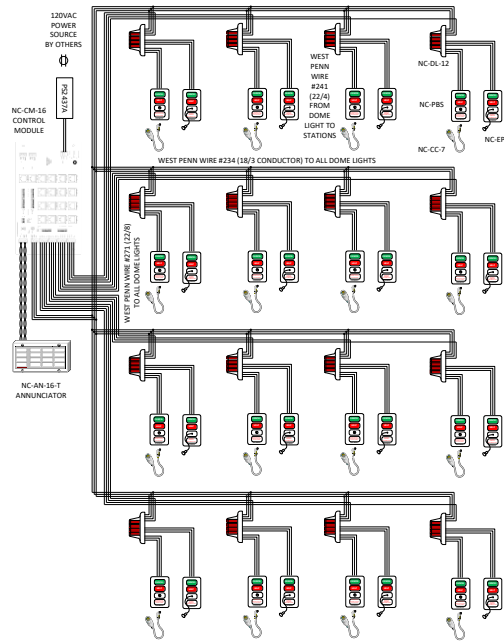 120VAC
POWER
SOURCE
BY OTHERS
PS2 437A
NC-CM-16
CONTROL
MODULE
WEST
PENN
WIRE
#241
(22/4)
FROM
DOME
LIGHT TO
STATIONS
NC-DL-12
NC-PBS
NC-EP
NC-CC-7
WEST PENN WIRE #234 (18/3 CONDUCTOR) TO ALL DOME LIGHTS
WEST PENN WIRE #271 (22/8)
TO ALL DOME LIGHTS
NC-AN-16-T
ANNUNCIATOR